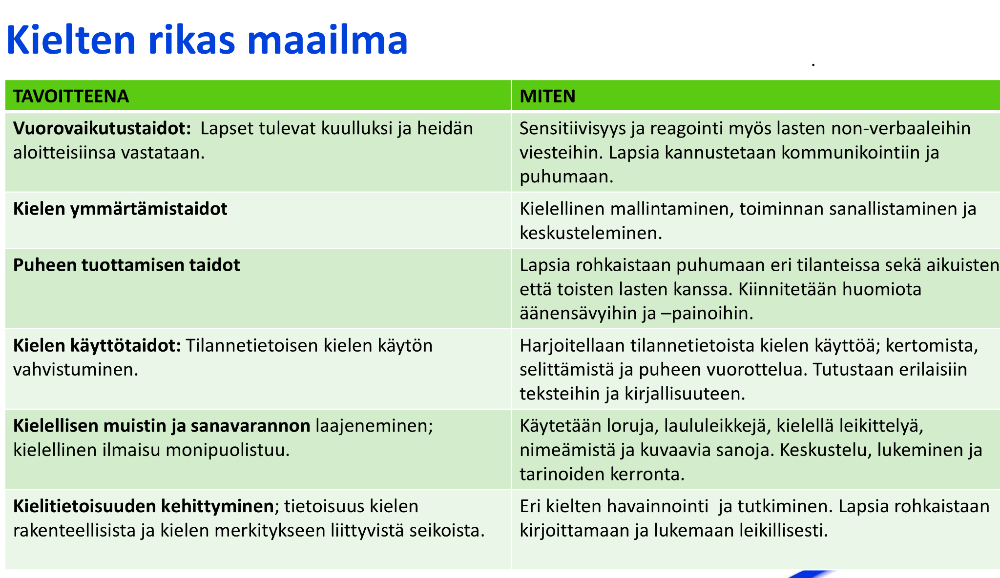 Kielten rikas maailma
.
TAVOITTEENA
MITEN
Vuorovaikutustaidot:  Lapset tulevat kuulluksi ja heidän
aloitteisiinsa vastataan.
Sensitiivisyys ja reagointi myös lasten non-verbaaleihin
viesteihin. Lapsia kannustetaan kommunikointiin ja
puhumaan.
Kielen ymmärtämistaidot
Kielellinen mallintaminen, toiminnan sanallistaminen ja
keskusteleminen.
Puheen tuottamisen taidot
Lapsia rohkaistaan puhumaan eri tilanteissa sekä aikuisten
että toisten lasten kanssa. Kiinnitetään huomiota
äänensävyihin ja –painoihin.
Kielen käyttötaidot: Tilannetietoisen kielen käytön
vahvistuminen.
Harjoitellaan tilannetietoista kielen käyttöä; kertomista,
selittämistä ja puheen vuorottelua. Tutustaan erilaisiin
teksteihin ja kirjallisuuteen.
Kielellisen muistin ja sanavarannon laajeneminen;
kielellinen ilmaisu monipuolistuu.
Käytetään loruja, laululeikkejä, kielellä leikittelyä,
nimeämistä ja kuvaavia sanoja. Keskustelu, lukeminen ja
tarinoiden kerronta.
Kielitietoisuuden kehittyminen; tietoisuus kielen
rakenteellisista ja kielen merkitykseen liittyvistä seikoista.
Eri kielten havainnointi  ja tutkiminen. Lapsia rohkaistaan
kirjoittamaan ja lukemaan leikillisesti.